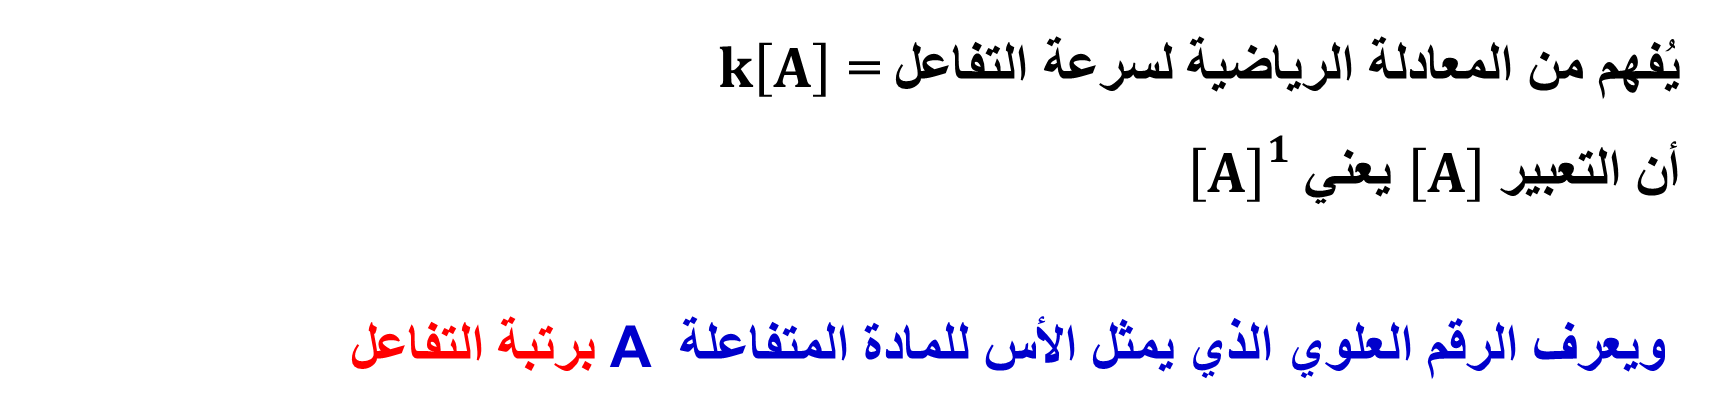 يُفهم من المعادلة الرياضية لسرعة التفاعل = k[A]
أن التعبير [A] يعني [A]¹
ويعرف الرقم العلوي الذي يمثل الأس للمادة المتفاعلة A برتبة التفاعل